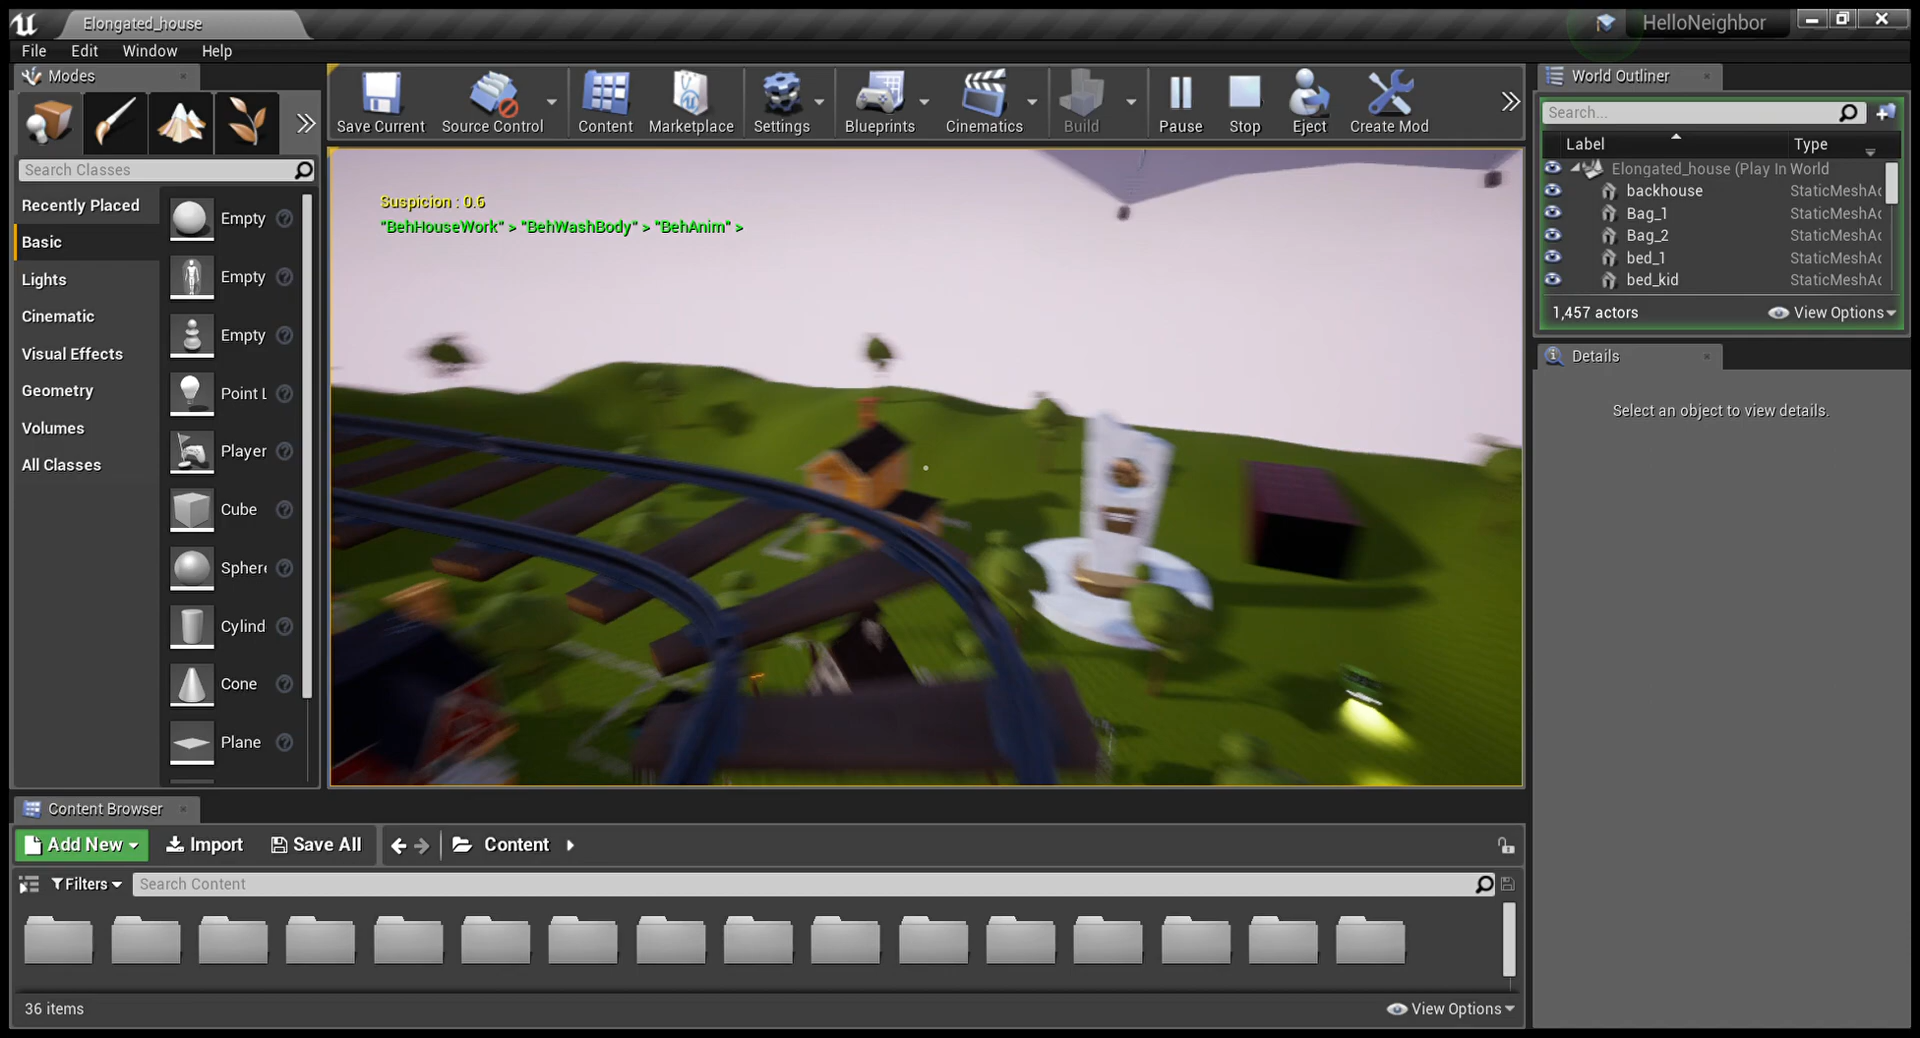 Elongated_house
HelloNeighbor
File Edit Window Help
Modes
Search Classes
Recently Placed
Basic
Lights
Cinematic
Visual Effects
Geometry
Volumes
All Classes
Empty
Empty
Empty
Point L
Player
Cube
Sphere
Cylind
Cone
Plane
Save Current
Source Control
Content
Marketplace
Settings
Blueprints
Cinematics
Build
Pause
Stop
Eject
Create Mod
Suspicion : 0.6
"BehHouseWork" > "BehWashBody" > "BehAnim" >
World Outliner
Search...
Label Type
Elongated_house (Play In World
backhouse StaticMeshAc
Bag_1 StaticMeshAc
Bag_2 StaticMeshAc
bed_1 StaticMeshAc
bed_kid StaticMeshAc
1,457 actors View Options
Details
Select an object to view details.
Content Browser
Add New Import Save All Content
Filters Search Content
36 items View Options